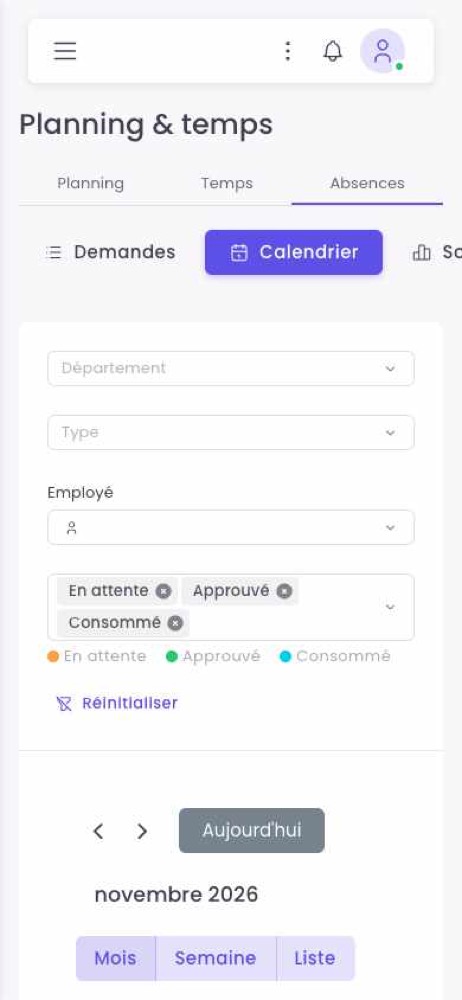 Planning & temps
Planning Temps Absences
Demandes Calendrier
Département
Type
Employé
En attente Approuvé
Consommé
En attente Approuvé Consommé
Réinitialiser
Aujourd'hui
novembre 2026
Mois Semaine Liste